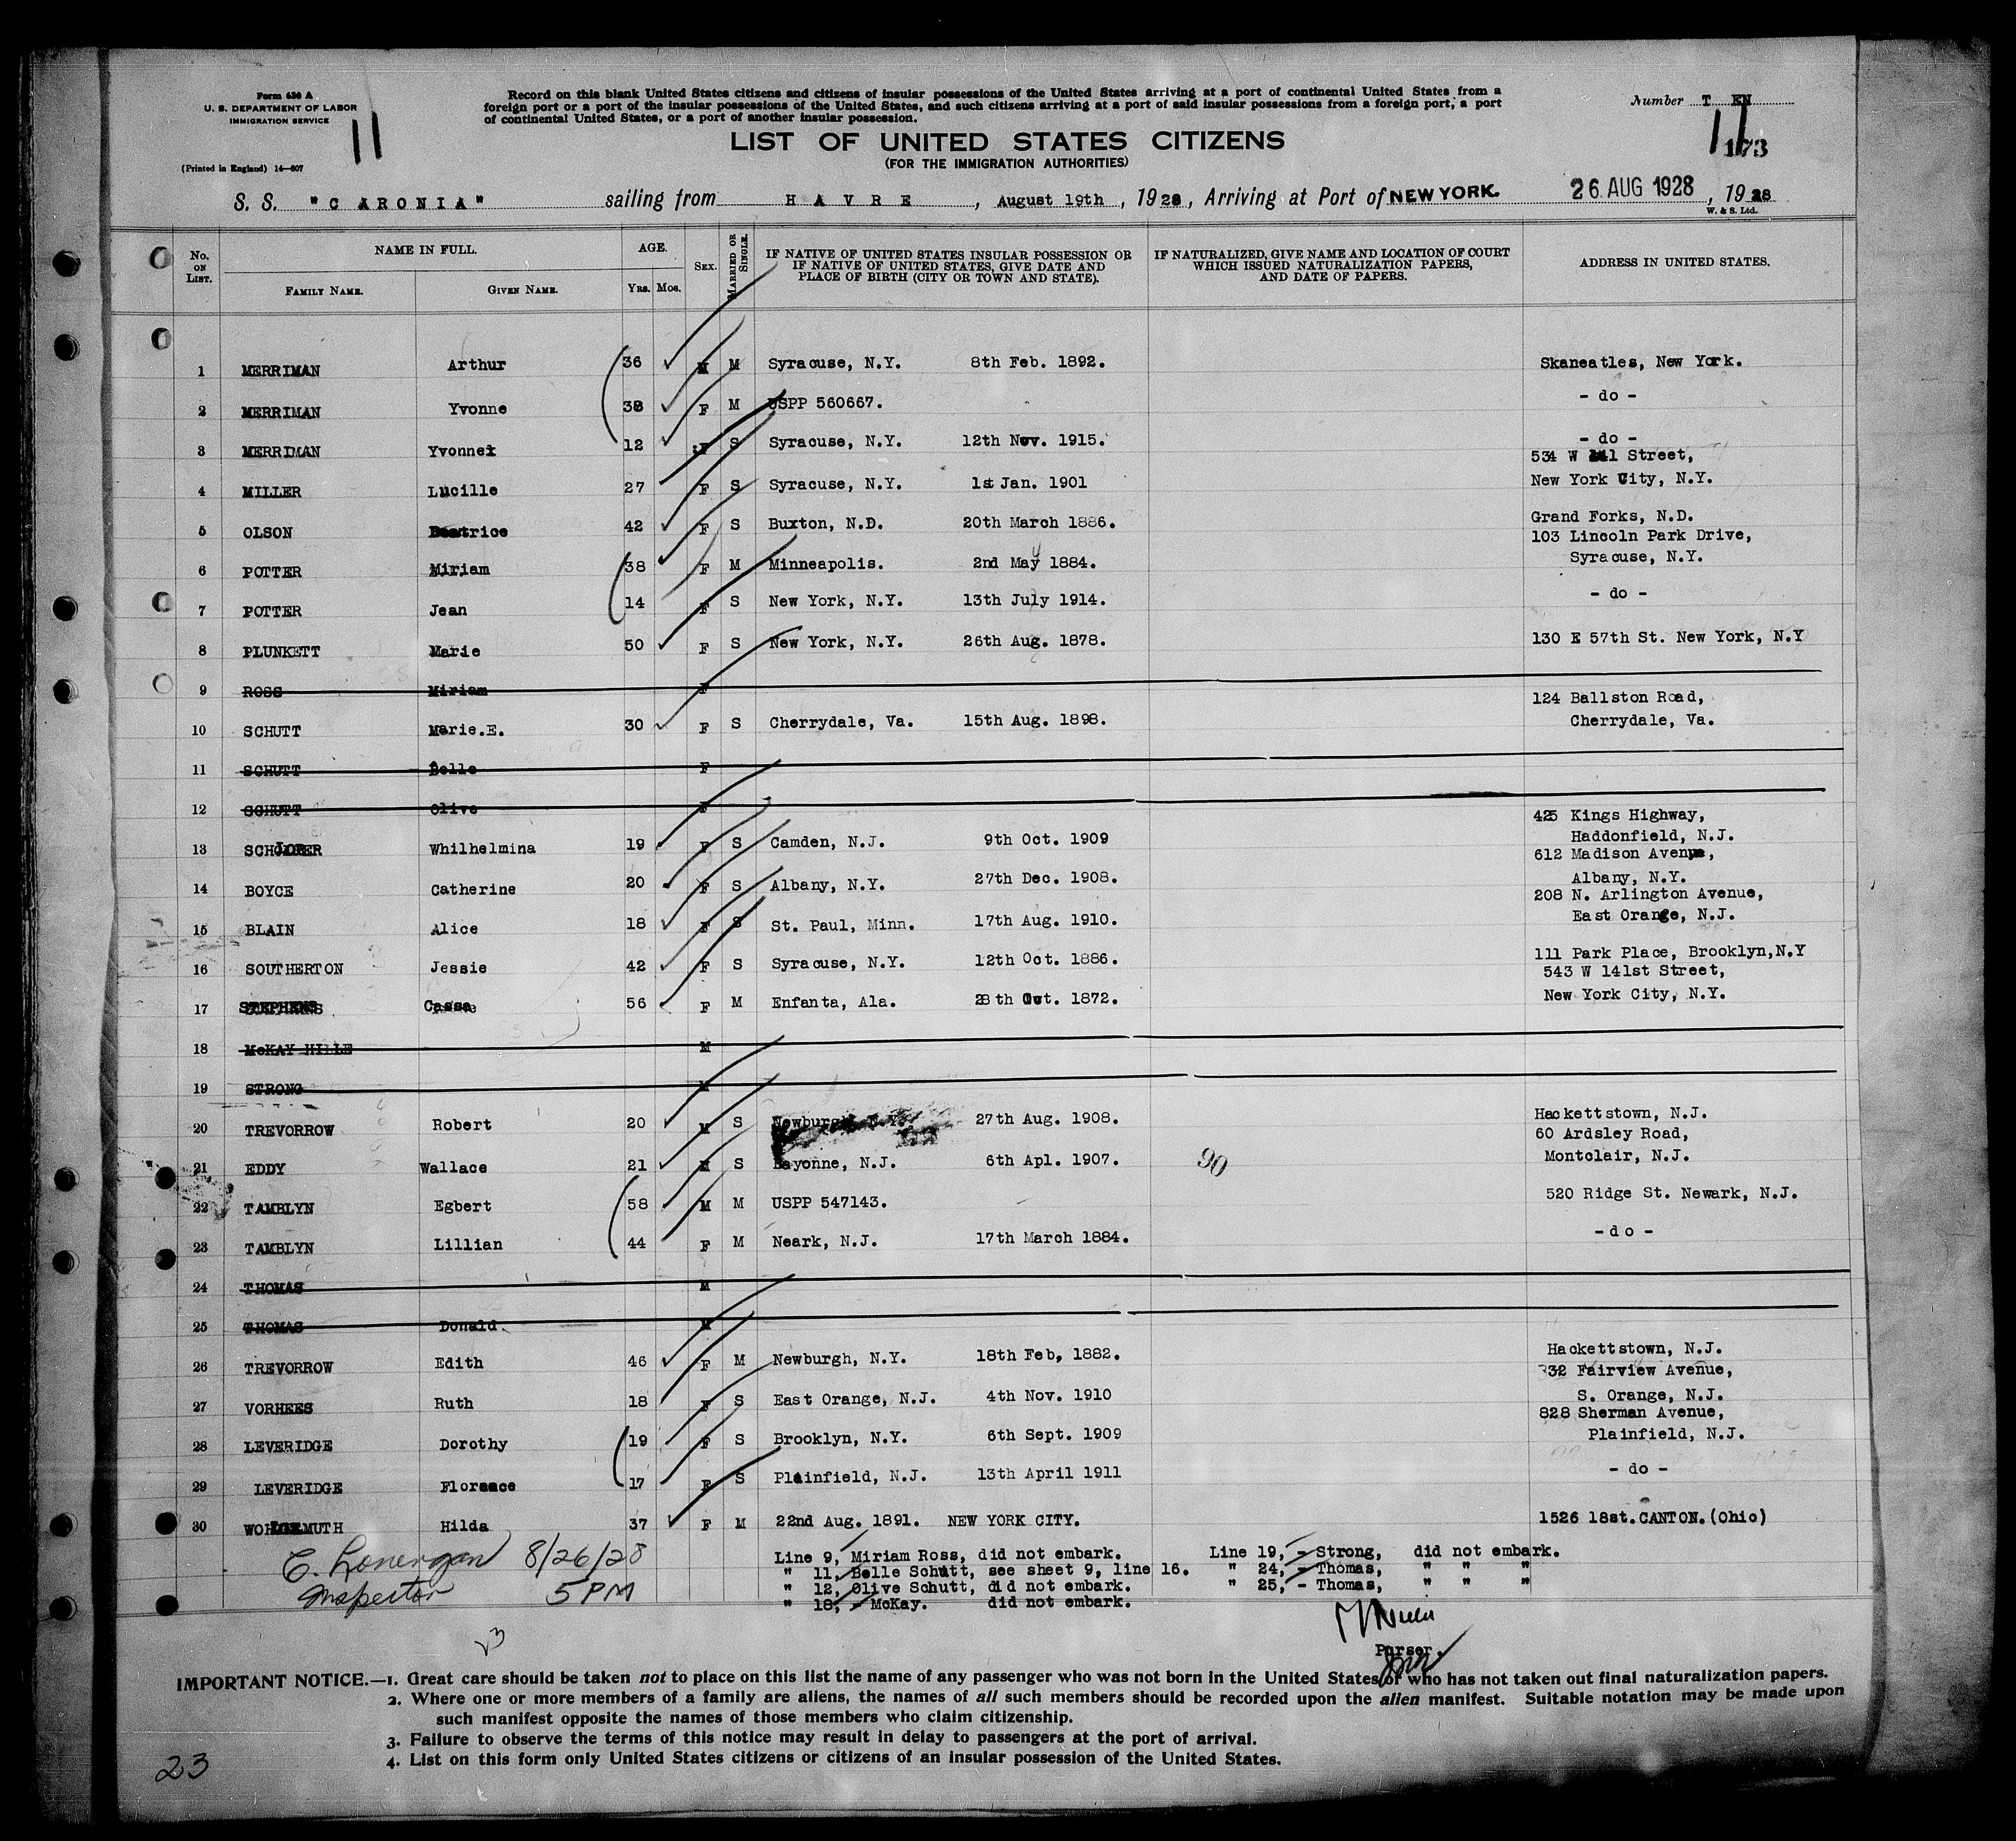 Form 630 A
U. S. DEPARTMENT OF LABOR
IMMIGRATION SERVICE
11
(Printed in England) 14—607
Record on this blank United States citizens and citizens of insular possessions of the United States arriving at a port of continental United States from a
foreign port or a port of the insular possessions of the United States, and such citizens arriving at a port of said insular possessions from a foreign port, a port
of continental United States, or a port of another insular possession.
Number T EN
11
173
LIST OF UNITED STATES CITIZENS
(FOR THE IMMIGRATION AUTHORITIES)
S. S. "CARONIA" sailing from HAVRE, August 19th, 1928, Arriving at Port of NEW YORK. 26 AUG 1928, 1928
W. & S. Ltd.
No. ON LIST. NAME IN FULL. AGE. SEX. MARRIED OR SINGLE. IF NATIVE OF UNITED STATES INSULAR POSSESSION OR IF NATIVE OF UNITED STATES, GIVE DATE AND PLACE OF BIRTH (CITY OR TOWN AND STATE). IF NATURALIZED, GIVE NAME AND LOCATION OF COURT WHICH ISSUED NATURALIZATION PAPERS, AND DATE OF PAPERS. ADDRESS IN UNITED STATES.
FAMILY NAME. GIVEN NAME. Yrs. Mos.
1 MERRIMAN Arthur 36 M M Syracuse, N.Y. 8th Feb. 1892. Skaneatles, New York.
2 MERRIMAN Yvonne 38 F M USPP 560667. - do -
3 MERRIMAN Yvonne 12 F S Syracuse, N.Y. 12th Nov. 1915. - do -
4 MILLER Lucille 27 F S Syracuse, N.Y. 1st Jan. 1901 534 W 141 Street,
New York City, N.Y.
5 OLSON Beatrice 42 F S Buxton, N.D. 20th March 1886. Grand Forks, N.D.
6 POTTER Miriam 38 F M Minneapolis. 2nd May 1884. 103 Lincoln Park Drive,
Syracuse, N.Y.
7 POTTER Jean 14 F S New York, N.Y. 13th July 1914. - do -
8 PLUNKETT Marie 50 F S New York, N.Y. 26th Aug. 1878. 130 E 57th St. New York, N.Y
9 ROSS Miriam F
10 SCHUTT Marie.E. 30 F S Cherrydale, Va. 15th Aug. 1898. 124 Ballston Road,
Cherrydale, Va.
11 SCHUTT Belle F
12 SCHUTT Olive F
13 Whilhelmina 19 F S Camden, N.J. 9th Oct. 1909 425 Kings Highway,
Haddonfield, N.J.
14 BOYCE Catherine 20 F S Albany, N.Y. 27th Dec. 1908. 612 Madison Avenue,
Albany, N.Y.
15 BLAIN Alice 18 F S St. Paul, Minn. 17th Aug. 1910. 208 N. Arlington Avenue,
East Orange, N.J.
16 SOUTHERTON Jessie 42 F S Syracuse, N.Y. 12th Oct. 1886. 111 Park Place, Brooklyn,N.Y
17 STEPHENS Cassa 56 F M Enfanta, Ala. 28th Oct. 1872. 543 W 141st Street,
New York City, N.Y.
18 McKAY HILLE M
19 STRONG M
20 TREVORROW Robert 20 M S Newburgh, N.Y. 27th Aug. 1908. Hackettstown, N.J.
21 EDDY Wallace 21 M S Bayonne, N.J. 6th Apl. 1907. 90 60 Ardsley Road,
Montclair, N.J.
22 TAMBLYN Egbert 58 M M USPP 547143. 520 Ridge St. Newark, N.J.
23 TAMBLYN Lillian 44 F M Neark, N.J. 17th March 1884. - do -
24 THOMAS M
25 THOMAS Donald M
26 TREVORROW Edith 46 F M Newburgh, N.Y. 18th Feb, 1882. Hackettstown, N.J.
27 VORHEES Ruth 18 F S East Orange, N.J. 4th Nov. 1910 332 Fairview Avenue,
S. Orange, N.J.
28 LEVERIDGE Dorothy 19 F S Brooklyn, N.Y. 6th Sept. 1909 828 Sherman Avenue,
Plainfield, N.J.
29 LEVERIDGE Florence 17 F S Plainfield, N.J. 13th April 1911 - do -
30 WOHLGEMUTH Hilda 37 F M 22nd Aug. 1891. NEW YORK CITY. 1526 18st. CANTON. (Ohio)
C. Lonergan 8/26/28
Inspector 5 PM
Line 9, Miriam Ross, did not embark. Line 19, - Strong, did not embark.
" 11, Belle Schutt, see sheet 9, line 16. " 24, - Thomas, " " "
" 12, Olive Schutt, did not embark. " 25, - Thomas, " " "
" 18, - McKay. did not embark.
Purser.
IMPORTANT NOTICE.—1. Great care should be taken not to place on this list the name of any passenger who was not born in the United States or who has not taken out final naturalization papers.
2. Where one or more members of a family are aliens, the names of all such members should be recorded upon the alien manifest. Suitable notation may be made upon
such manifest opposite the names of those members who claim citizenship.
3. Failure to observe the terms of this notice may result in delay to passengers at the port of arrival.
4. List on this form only United States citizens or citizens of an insular possession of the United States.
23